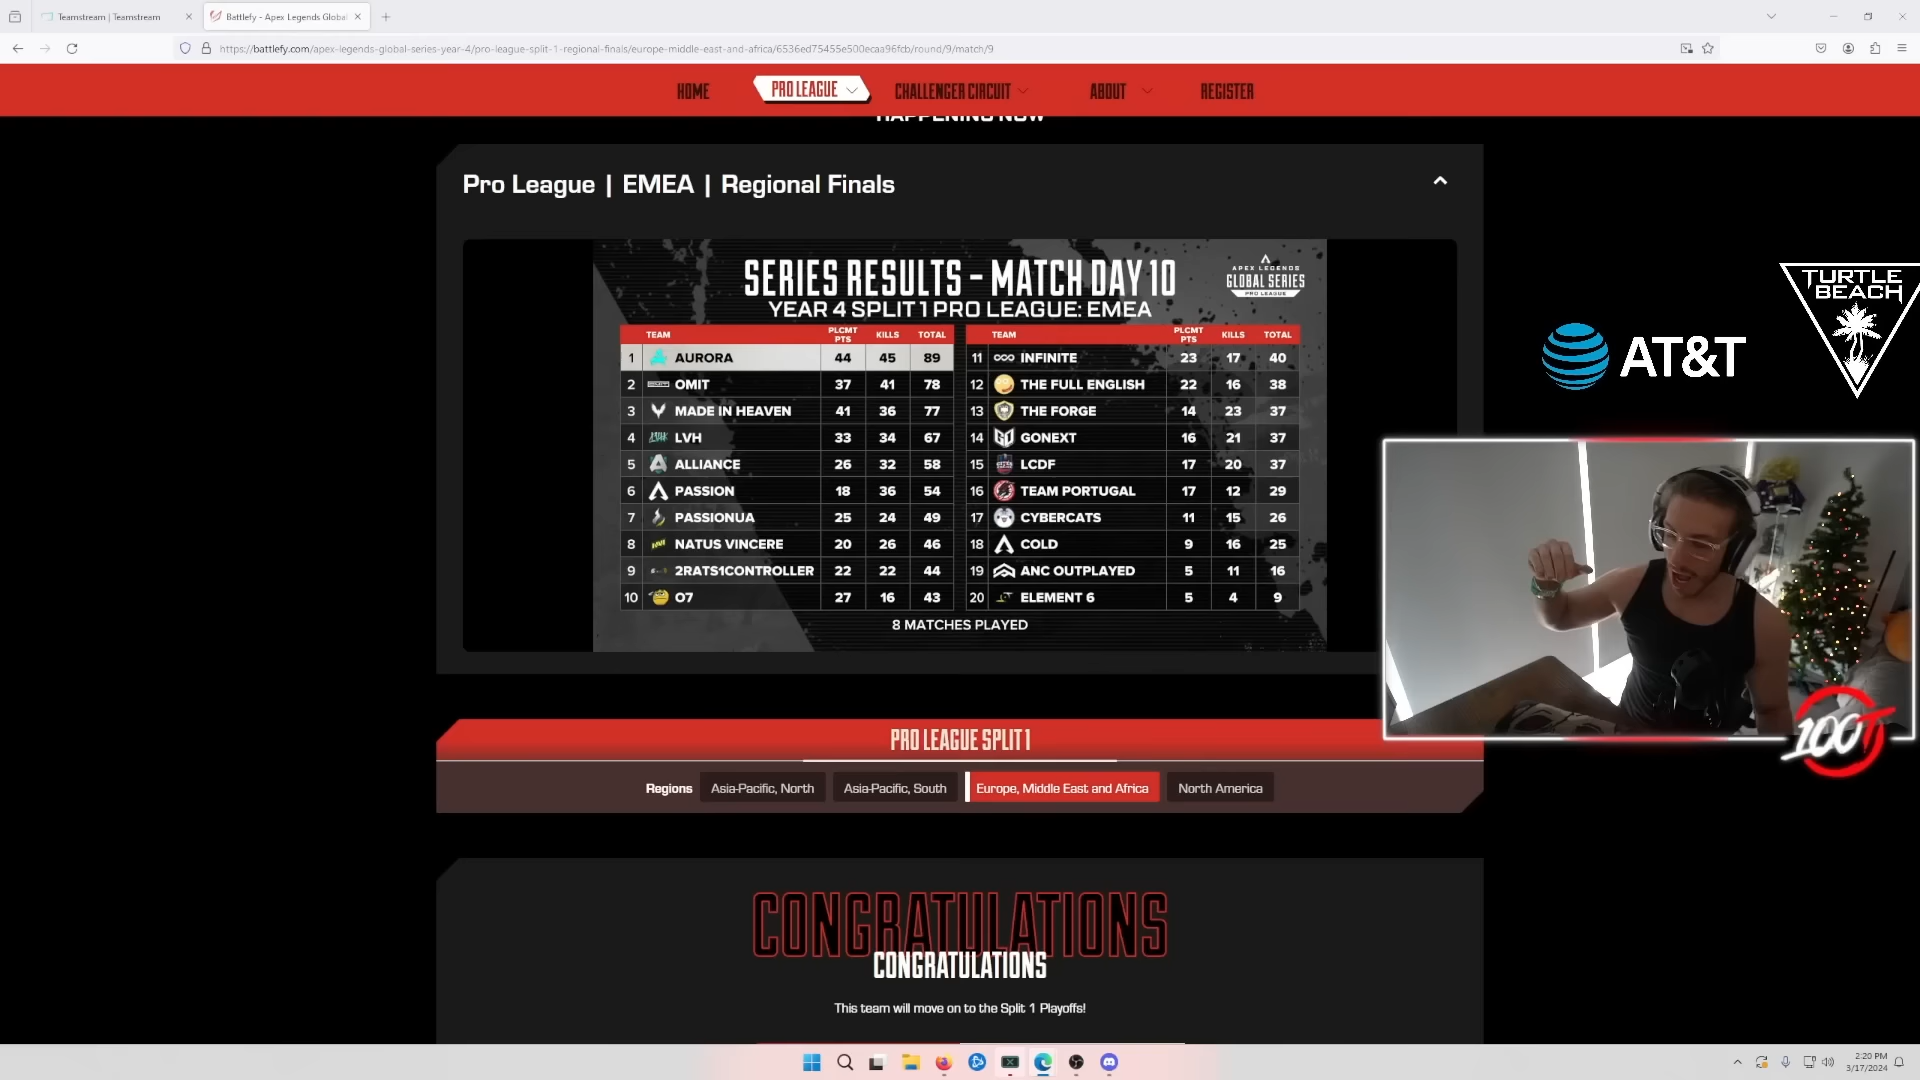 Teamstream | Teamstream
Battlefy - Apex Legends Global
https://battlefy.com/apex-legends-global-series-year-4/pro-league-split-1-regional-finals/europe-middle-east-and-africa/6536ed75455e500ecaa96fcb/round/9/match/9
HOME PRO LEAGUE CHALLENGER CIRCUIT ABOUT REGISTER
HAPPENING NOW
Pro League | EMEA | Regional Finals
SERIES RESULTS - MATCH DAY 10
YEAR 4 SPLIT 1 PRO LEAGUE: EMEA
APEX LEGENDS
GLOBAL SERIES
PRO LEAGUE
TEAM PLCMT PTS KILLS TOTAL
1 AURORA 44 45 89
2 OMIT 37 41 78
3 MADE IN HEAVEN 41 36 77
4 LVH 33 34 67
5 ALLIANCE 26 32 58
6 PASSION 18 36 54
7 PASSIONUA 25 24 49
8 NATUS VINCERE 20 26 46
9 2RATS1CONTROLLER 22 22 44
10 O7 27 16 43
TEAM PLCMT PTS KILLS TOTAL
11 INFINITE 23 17 40
12 THE FULL ENGLISH 22 16 38
13 THE FORGE 14 23 37
14 GONEXT 16 21 37
15 LCDF 17 20 37
16 TEAM PORTUGAL 17 12 29
17 CYBERCATS 11 15 26
18 COLD 9 16 25
19 ANC OUTPLAYED 5 11 16
20 ELEMENT 6 5 4 9
8 MATCHES PLAYED
AT&T
TURTLE
BEACH
100T
PRO LEAGUE SPLIT 1
Regions Asia-Pacific, North Asia-Pacific, South Europe, Middle East and Africa North America
CONGRATULATIONS
CONGRATULATIONS
This team will move on to the Split 1 Playoffs!
2:20 PM
3/17/2024